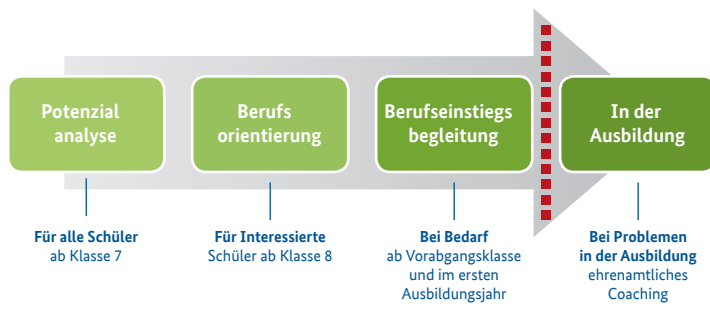 Potenzial
analyse
Berufs
orientierung
Berufseinstiegs
begleitung
In der
Ausbildung
Für alle Schüler
ab Klasse 7
Für Interessierte
Schüler ab Klasse 8
Bei Bedarf
ab Vorabgangsklasse
und im ersten
Ausbildungsjahr
Bei Problemen
in der Ausbildung
ehrenamtliches
Coaching